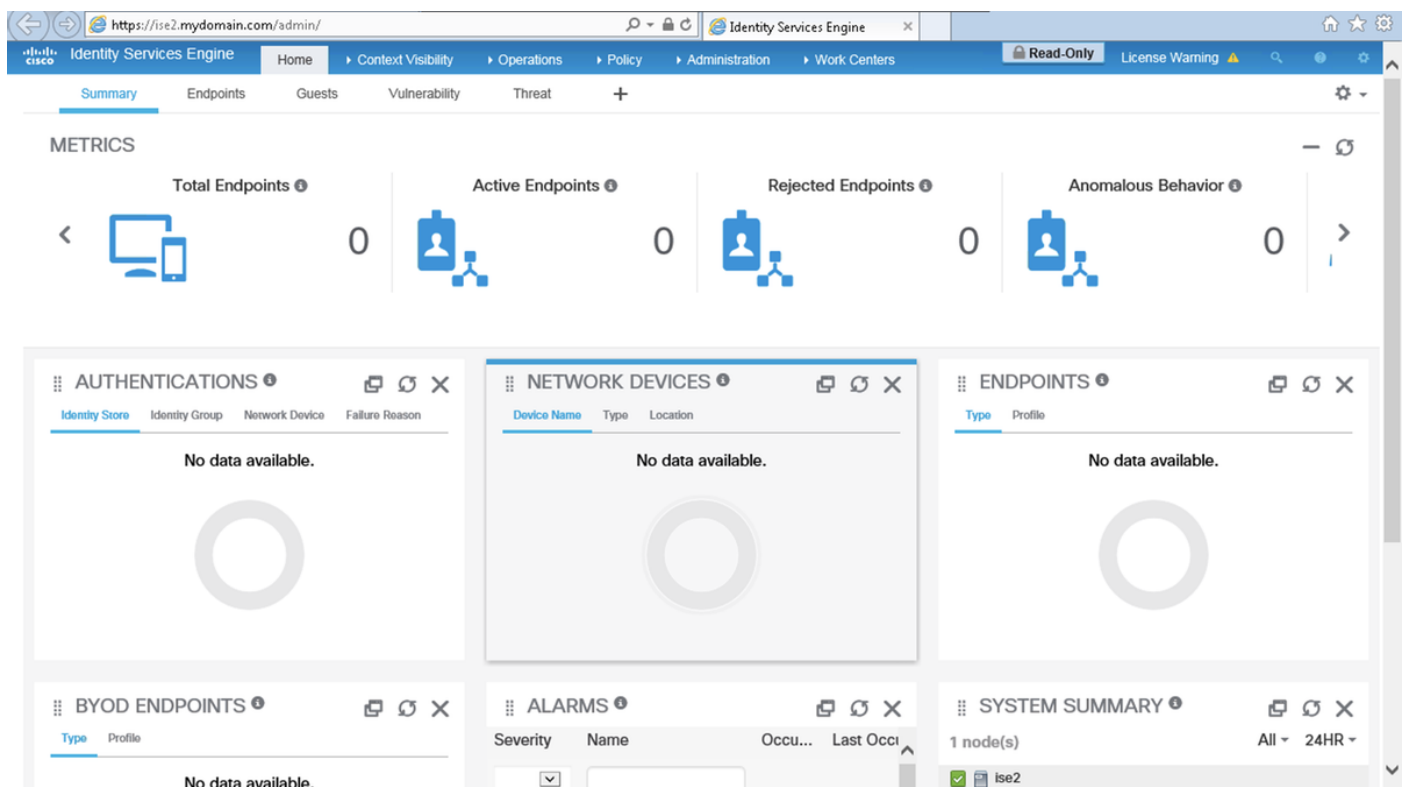 https://ise2.mydomain.com/admin/ Identity Services Engine
cisco Identity Services Engine Home Context Visibility Operations Policy Administration Work Centers Read-Only License Warning
Summary Endpoints Guests Vulnerability Threat +
METRICS
Total Endpoints Active Endpoints Rejected Endpoints Anomalous Behavior
0 0 0 0
AUTHENTICATIONS NETWORK DEVICES ENDPOINTS
Identity Store Identity Group Network Device Failure Reason Device Name Type Location Type Profile
No data available. No data available. No data available.
BYOD ENDPOINTS ALARMS SYSTEM SUMMARY
Type Profile Severity Name Occu... Last Occu 1 node(s) All 24HR
No data available. ise2